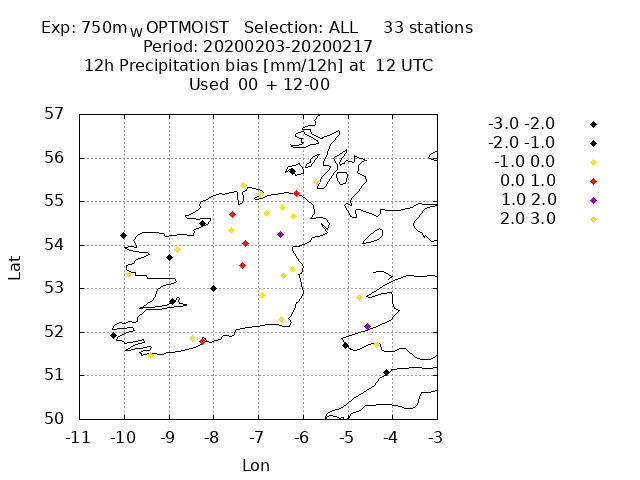 Exp: 750m_W OPTMOIST Selection: ALL 33 stations
Period: 20200203-20200217
12h Precipitation bias [mm/12h] at 12 UTC
Used 00 + 12-00
57
56
55
54
53
52
51
50
-11 -10 -9 -8 -7 -6 -5 -4 -3
Lat
Lon
-3.0 -2.0
-2.0 -1.0
-1.0 0.0
0.0 1.0
1.0 2.0
2.0 3.0